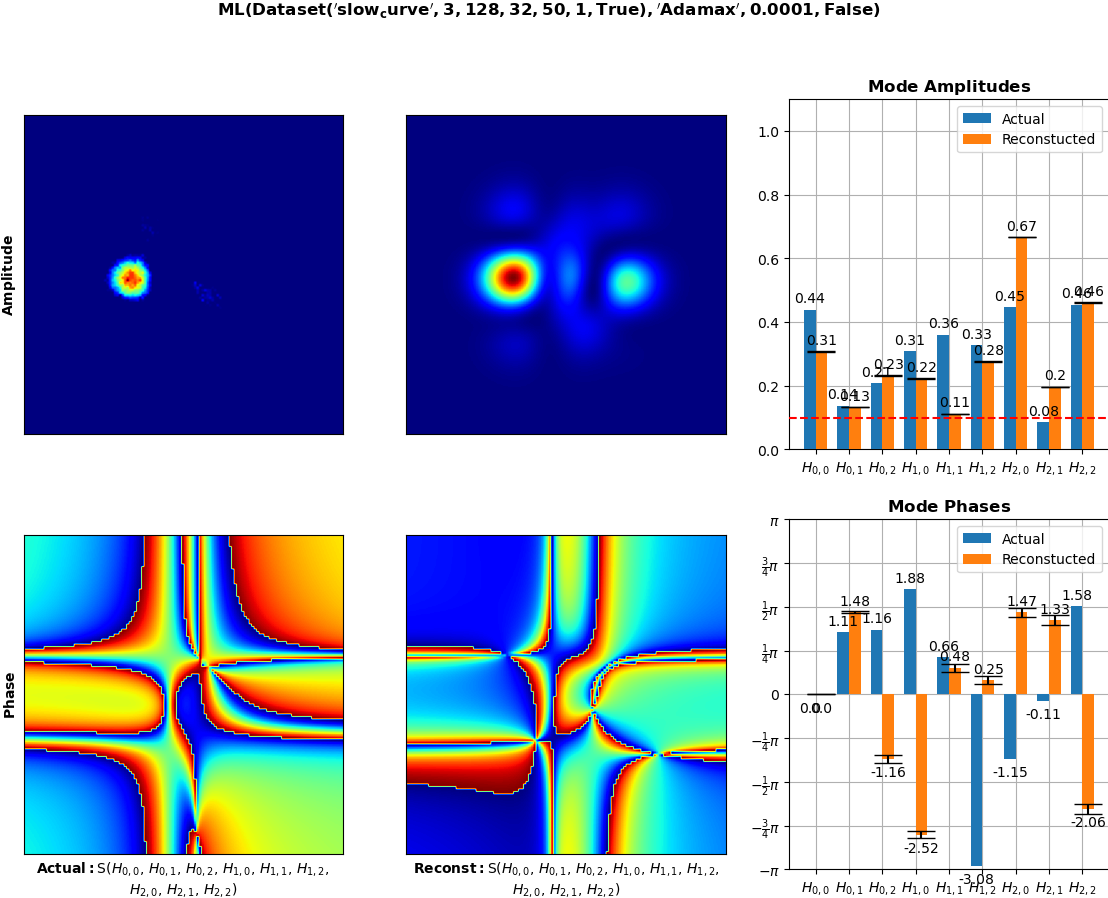 ML(Dataset('slow_curve', 3, 128, 32, 50, 1, True), 'Adamax', 0.0001, False)
Amplitude
Mode Amplitudes
Actual
Reconstucted
1.0
0.8
0.6
0.4
0.2
0.0
0.44
0.31
0.14
0.13
0.21
0.23
0.31
0.22
0.36
0.11
0.33
0.28
0.45
0.67
0.08
0.2
0.46
0.46
H0,0 H0,1 H0,2 H1,0 H1,1 H1,2 H2,0 H2,1 H2,2
Phase
Mode Phases
Actual
Reconstucted
π
3/4π
1/2π
1/4π
0
−1/4π
−1/2π
−3/4π
−π
0.0
0.0
1.11
1.48
1.16
-1.16
1.88
-2.52
0.66
0.48
-3.08
0.25
-1.15
1.47
-0.11
1.33
1.58
-2.06
H0,0 H0,1 H0,2 H1,0 H1,1 H1,2 H2,0 H2,1 H2,2
Actual: S(H0,0, H0,1, H0,2, H1,0, H1,1, H1,2,
H2,0, H2,1, H2,2)
Reconst: S(H0,0, H0,1, H0,2, H1,0, H1,1, H1,2,
H2,0, H2,1, H2,2)